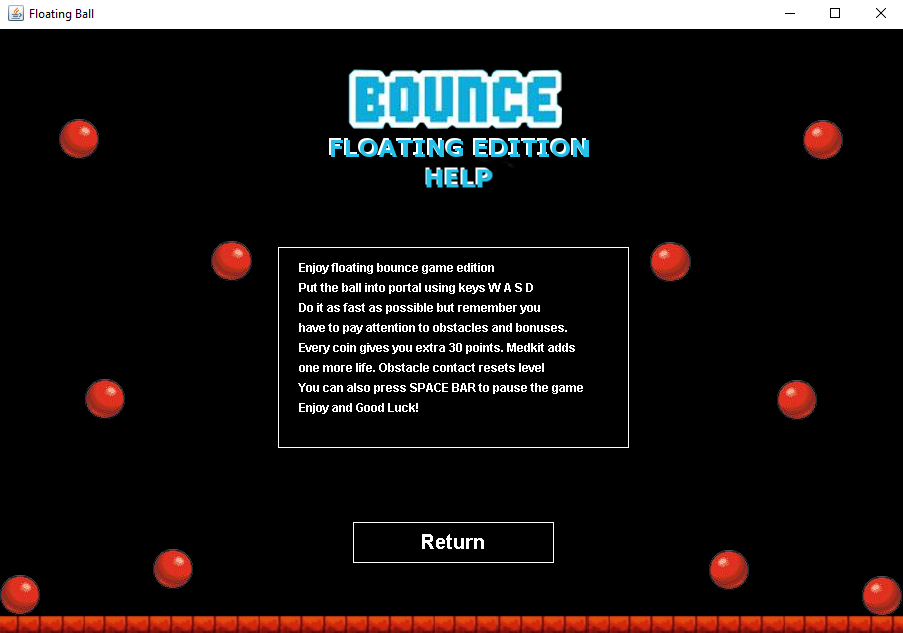 Floating Ball
BOUNCE
FLOATING EDITION
HELP
Enjoy floating bounce game edition
Put the ball into portal using keys W A S D
Do it as fast as possible but remember you
have to pay attention to obstacles and bonuses.
Every coin gives you extra 30 points. Medkit adds
one more life. Obstacle contact resets level
You can also press SPACE BAR to pause the game
Enjoy and Good Luck!
Return